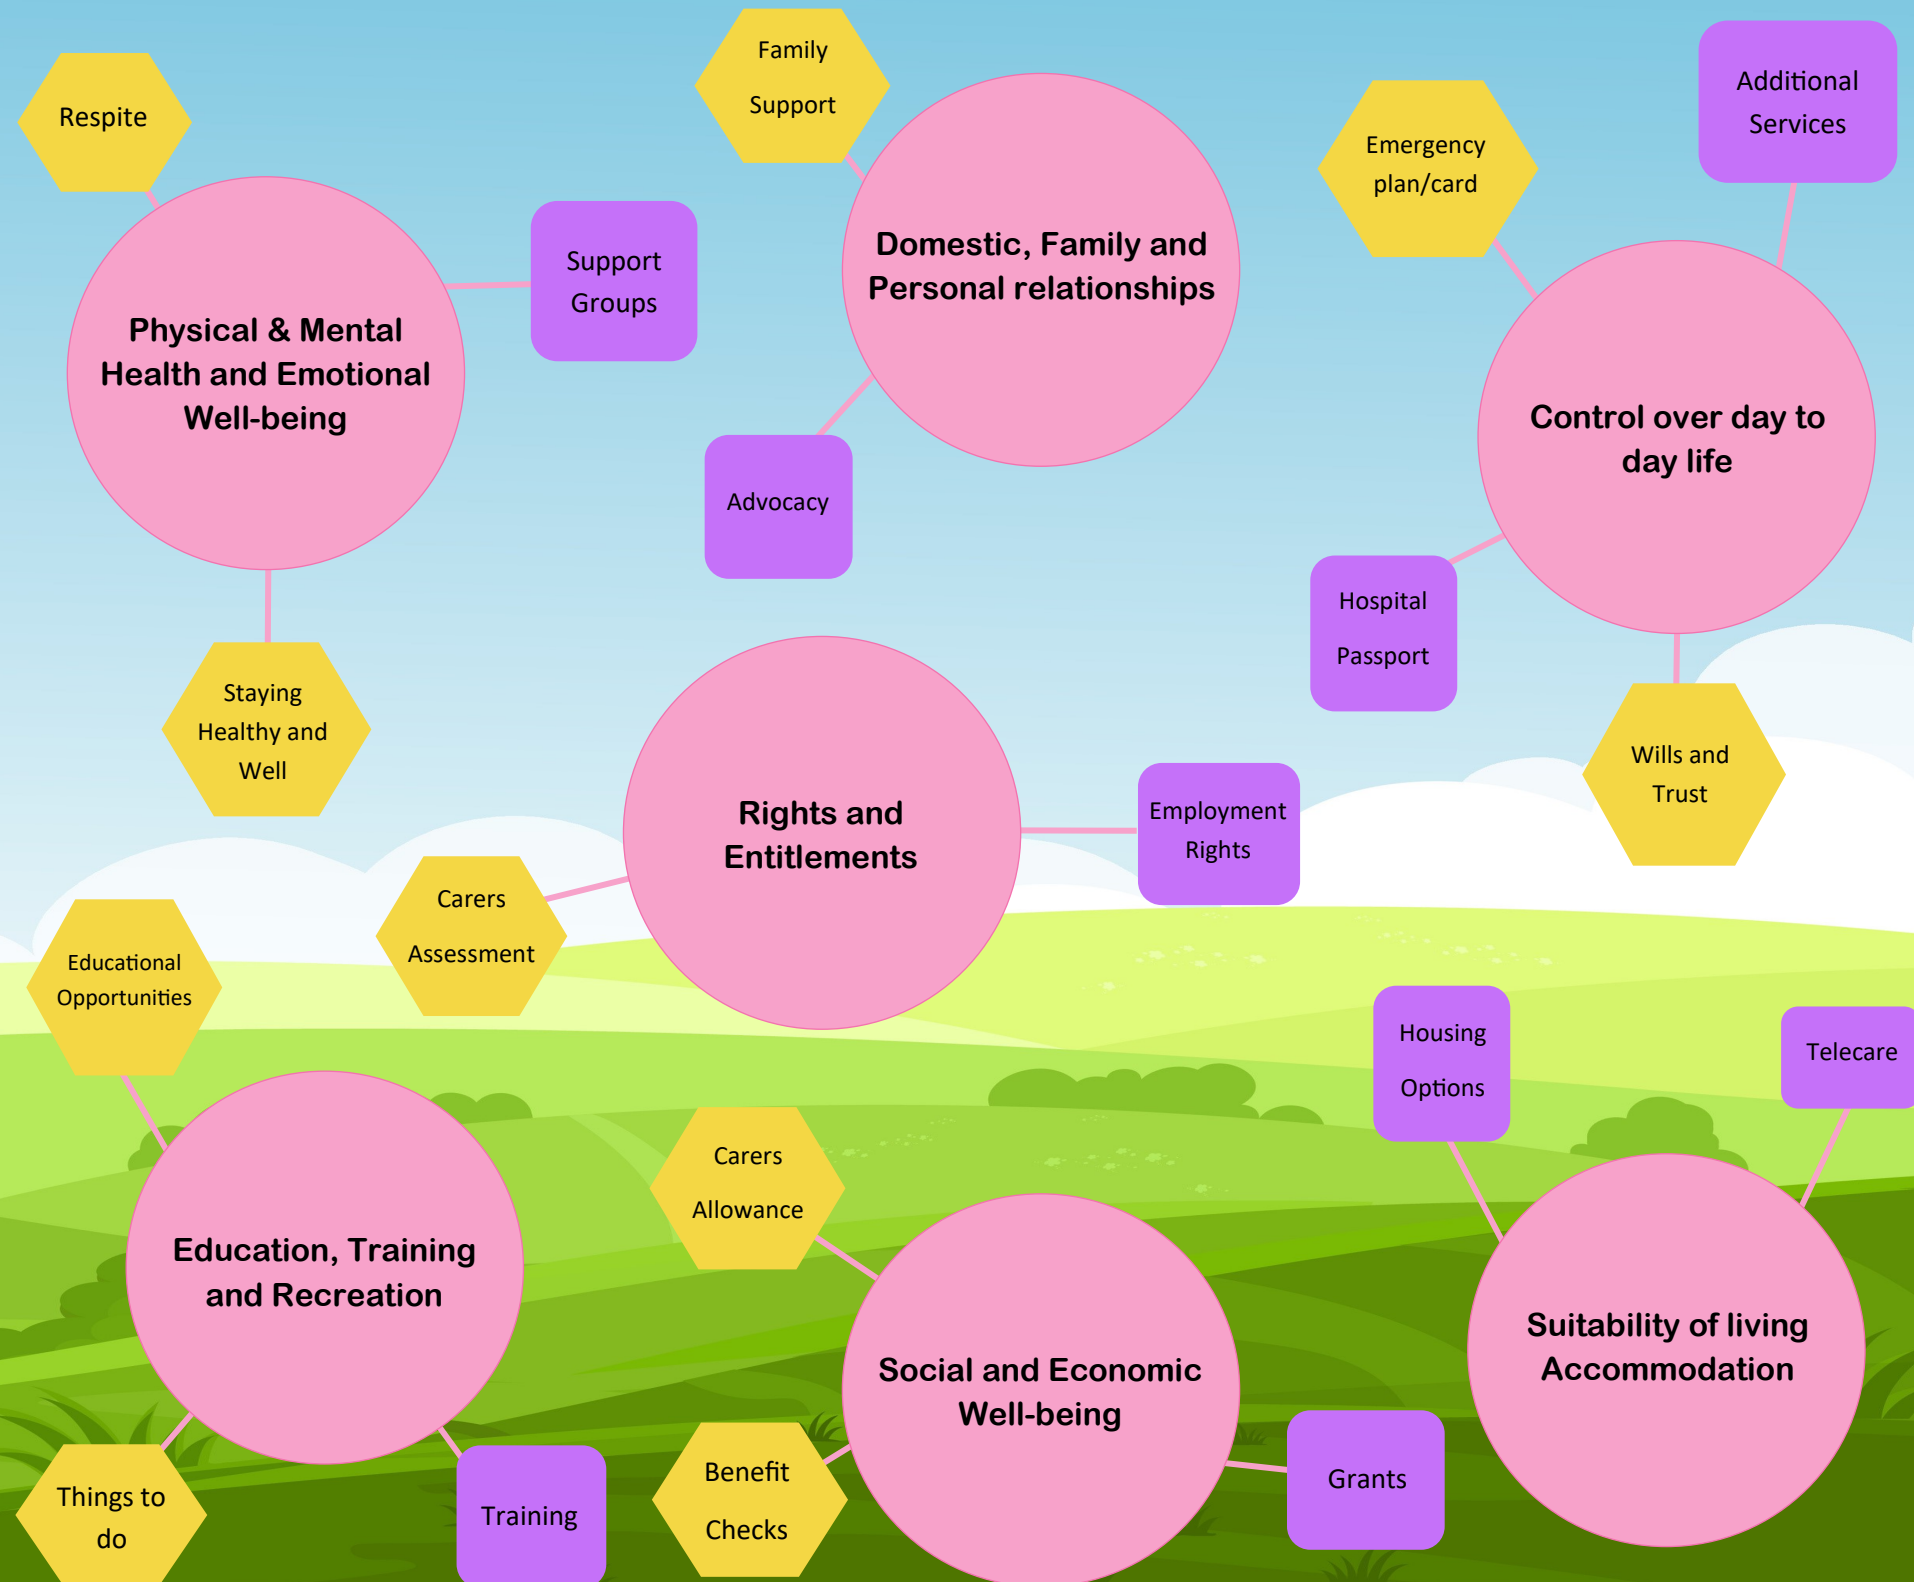 Respite
Physical & Mental
Health and Emotional
Well-being
Support
Groups
Staying
Healthy and
Well
Family
Support
Domestic, Family and
Personal relationships
Advocacy
Emergency
plan/card
Additional
Services
Control over day to
day life
Hospital
Passport
Wills and
Trust
Rights and
Entitlements
Employment
Rights
Carers
Assessment
Educational
Opportunities
Education, Training
and Recreation
Things to
do
Training
Carers
Allowance
Social and Economic
Well-being
Benefit
Checks
Grants
Housing
Options
Telecare
Suitability of living
Accommodation